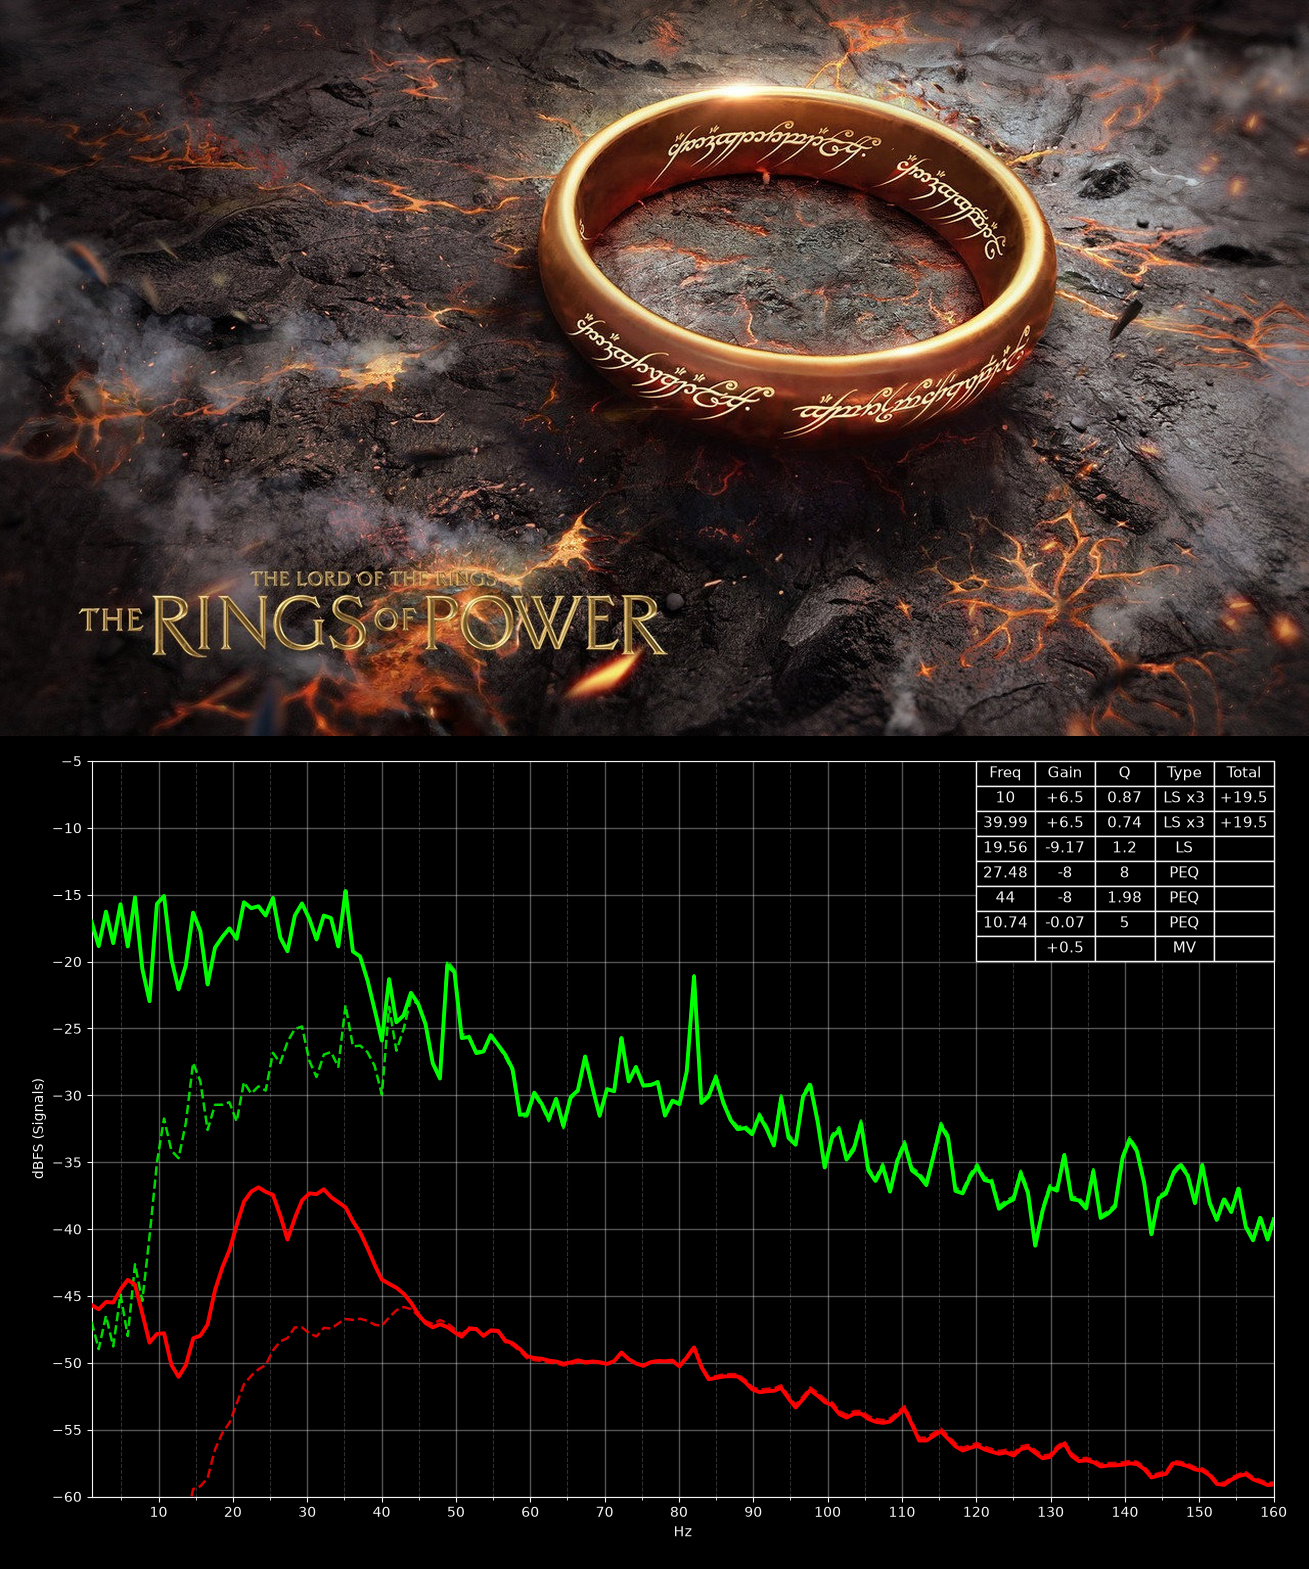 THE LORD OF THE RINGS
THE RINGS OF POWER
Freq Gain Q Type Total
10 +6.5 0.87 LS x3 +19.5
39.99 +6.5 0.74 LS x3 +19.5
19.56 -9.17 1.2 LS
27.48 -8 8 PEQ
44 -8 1.98 PEQ
10.74 -0.07 5 PEQ
+0.5 MV
−5
−10
−15
−20
−25
−30
−35
−40
−45
−50
−55
−60
dBFS (Signals)
10 20 30 40 50 60 70 80 90 100 110 120 130 140 150 160
Hz